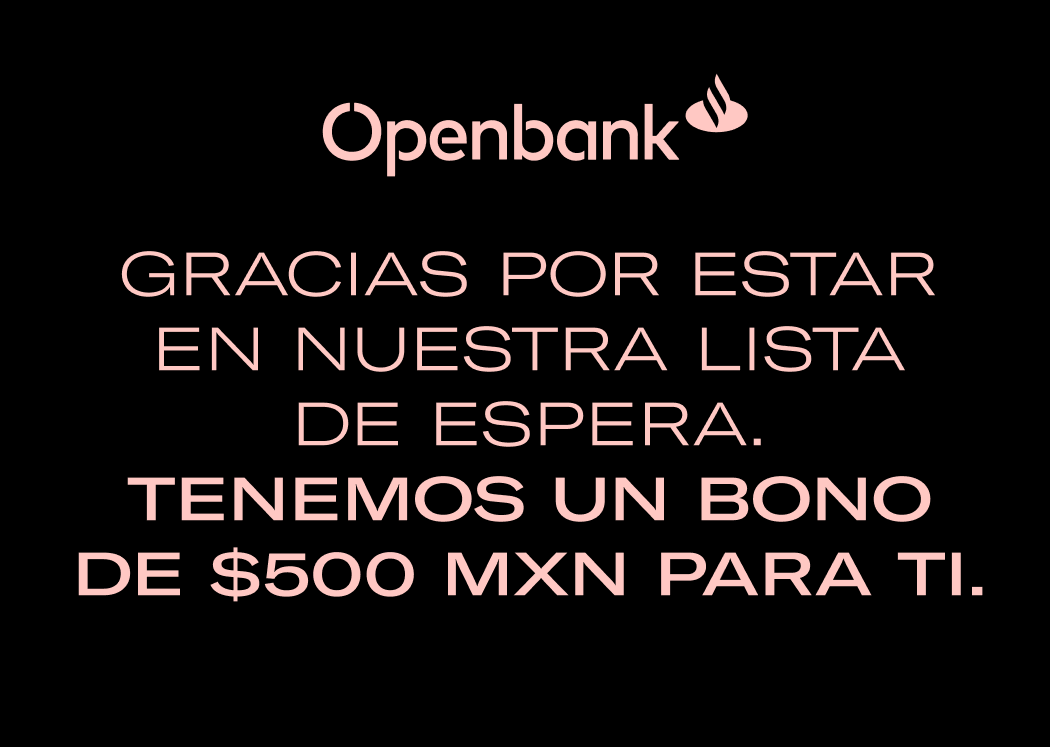 Openbank
GRACIAS POR ESTAR
EN NUESTRA LISTA
DE ESPERA.
TENEMOS UN BONO
DE $500 MXN PARA TI.